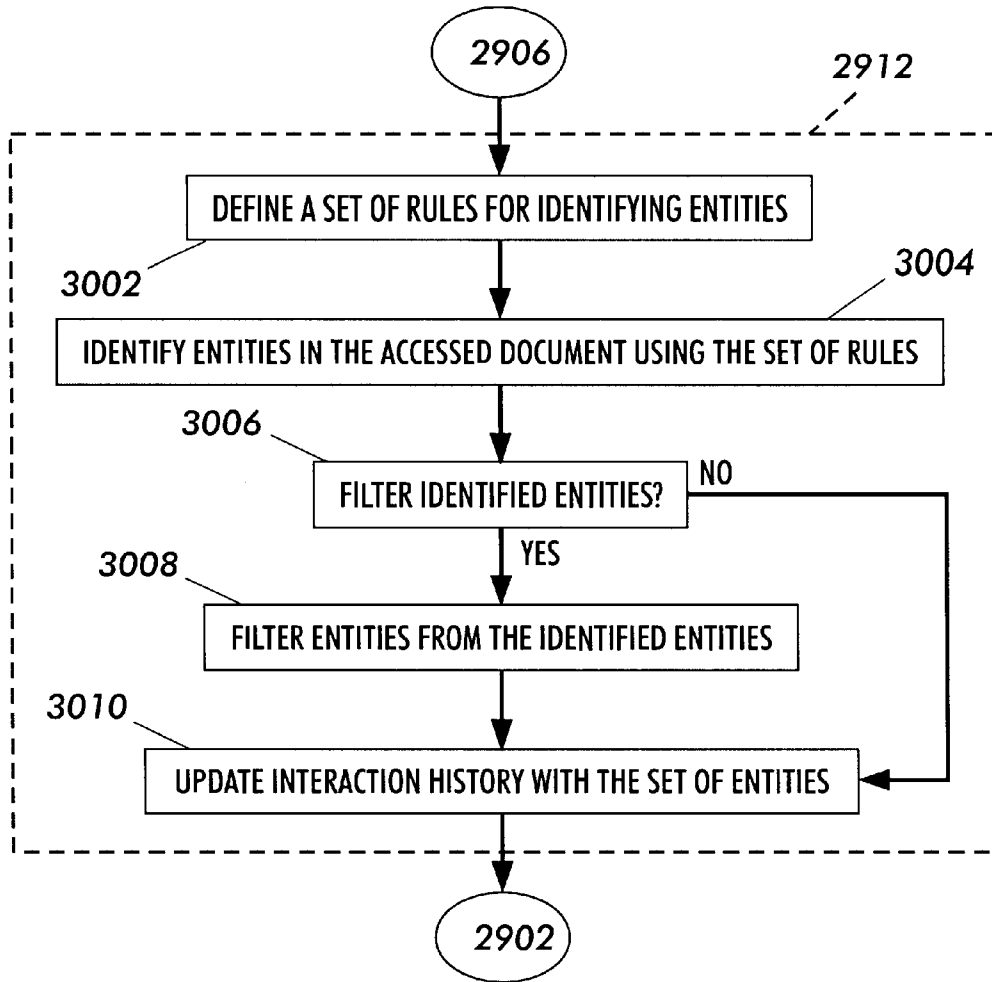 2906
2912
DEFINE A SET OF RULES FOR IDENTIFYING ENTITIES
3002
3004
IDENTIFY ENTITIES IN THE ACCESSED DOCUMENT USING THE SET OF RULES
3006
NO
FILTER IDENTIFIED ENTITIES?
YES
3008
FILTER ENTITIES FROM THE IDENTIFIED ENTITIES
3010
UPDATE INTERACTION HISTORY WITH THE SET OF ENTITIES
2902